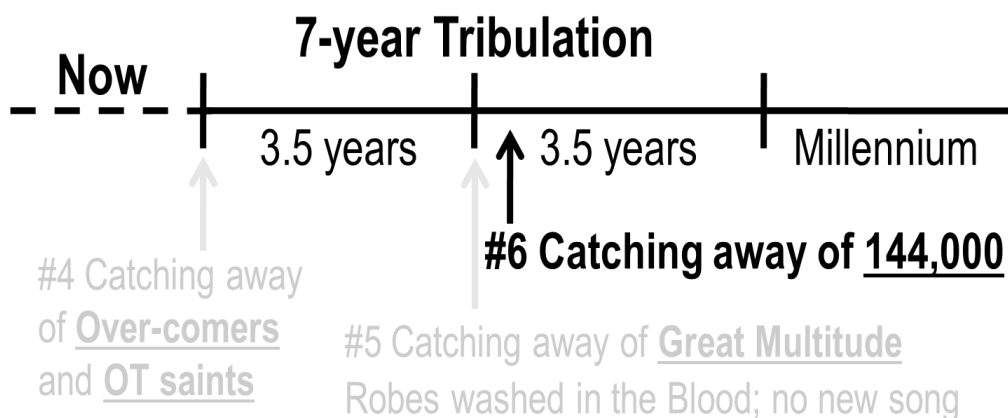 7-year Tribulation
Now
3.5 years
3.5 years
Millennium
#6 Catching away of 144,000
#4 Catching away
of Over-comers
and OT saints
#5 Catching away of Great Multitude
Robes washed in the Blood; no new song